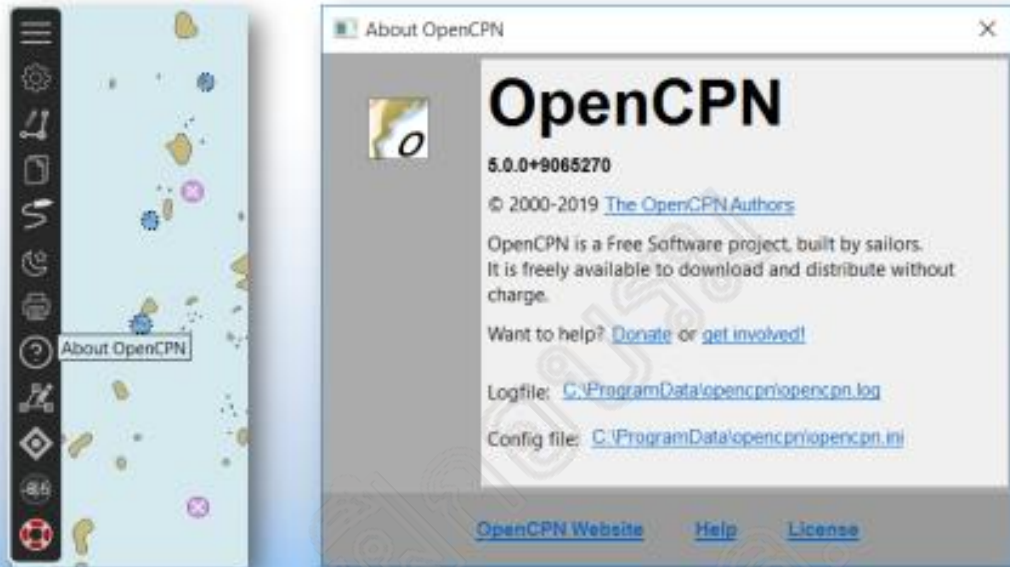 About OpenCPN
About OpenCPN
OpenCPN
5.0.0+9065270
© 2000-2019 The OpenCPN Authors
OpenCPN is a Free Software project, built by sailors.
It is freely available to download and distribute without
charge.
Want to help? Donate or get involved!
Logfile: C:\ProgramData\opencpn\opencpn.log
Config file: C:\ProgramData\opencpn\opencpn.ini
OpenCPN Website Help License